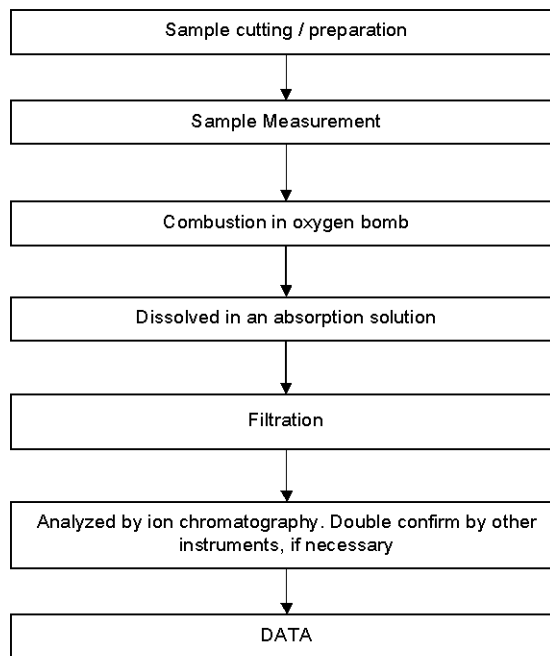 Sample cutting / preparation
Sample Measurement
Combustion in oxygen bomb
Dissolved in an absorption solution
Filtration
Analyzed by ion chromatography. Double confirm by other
instruments, if necessary
DATA